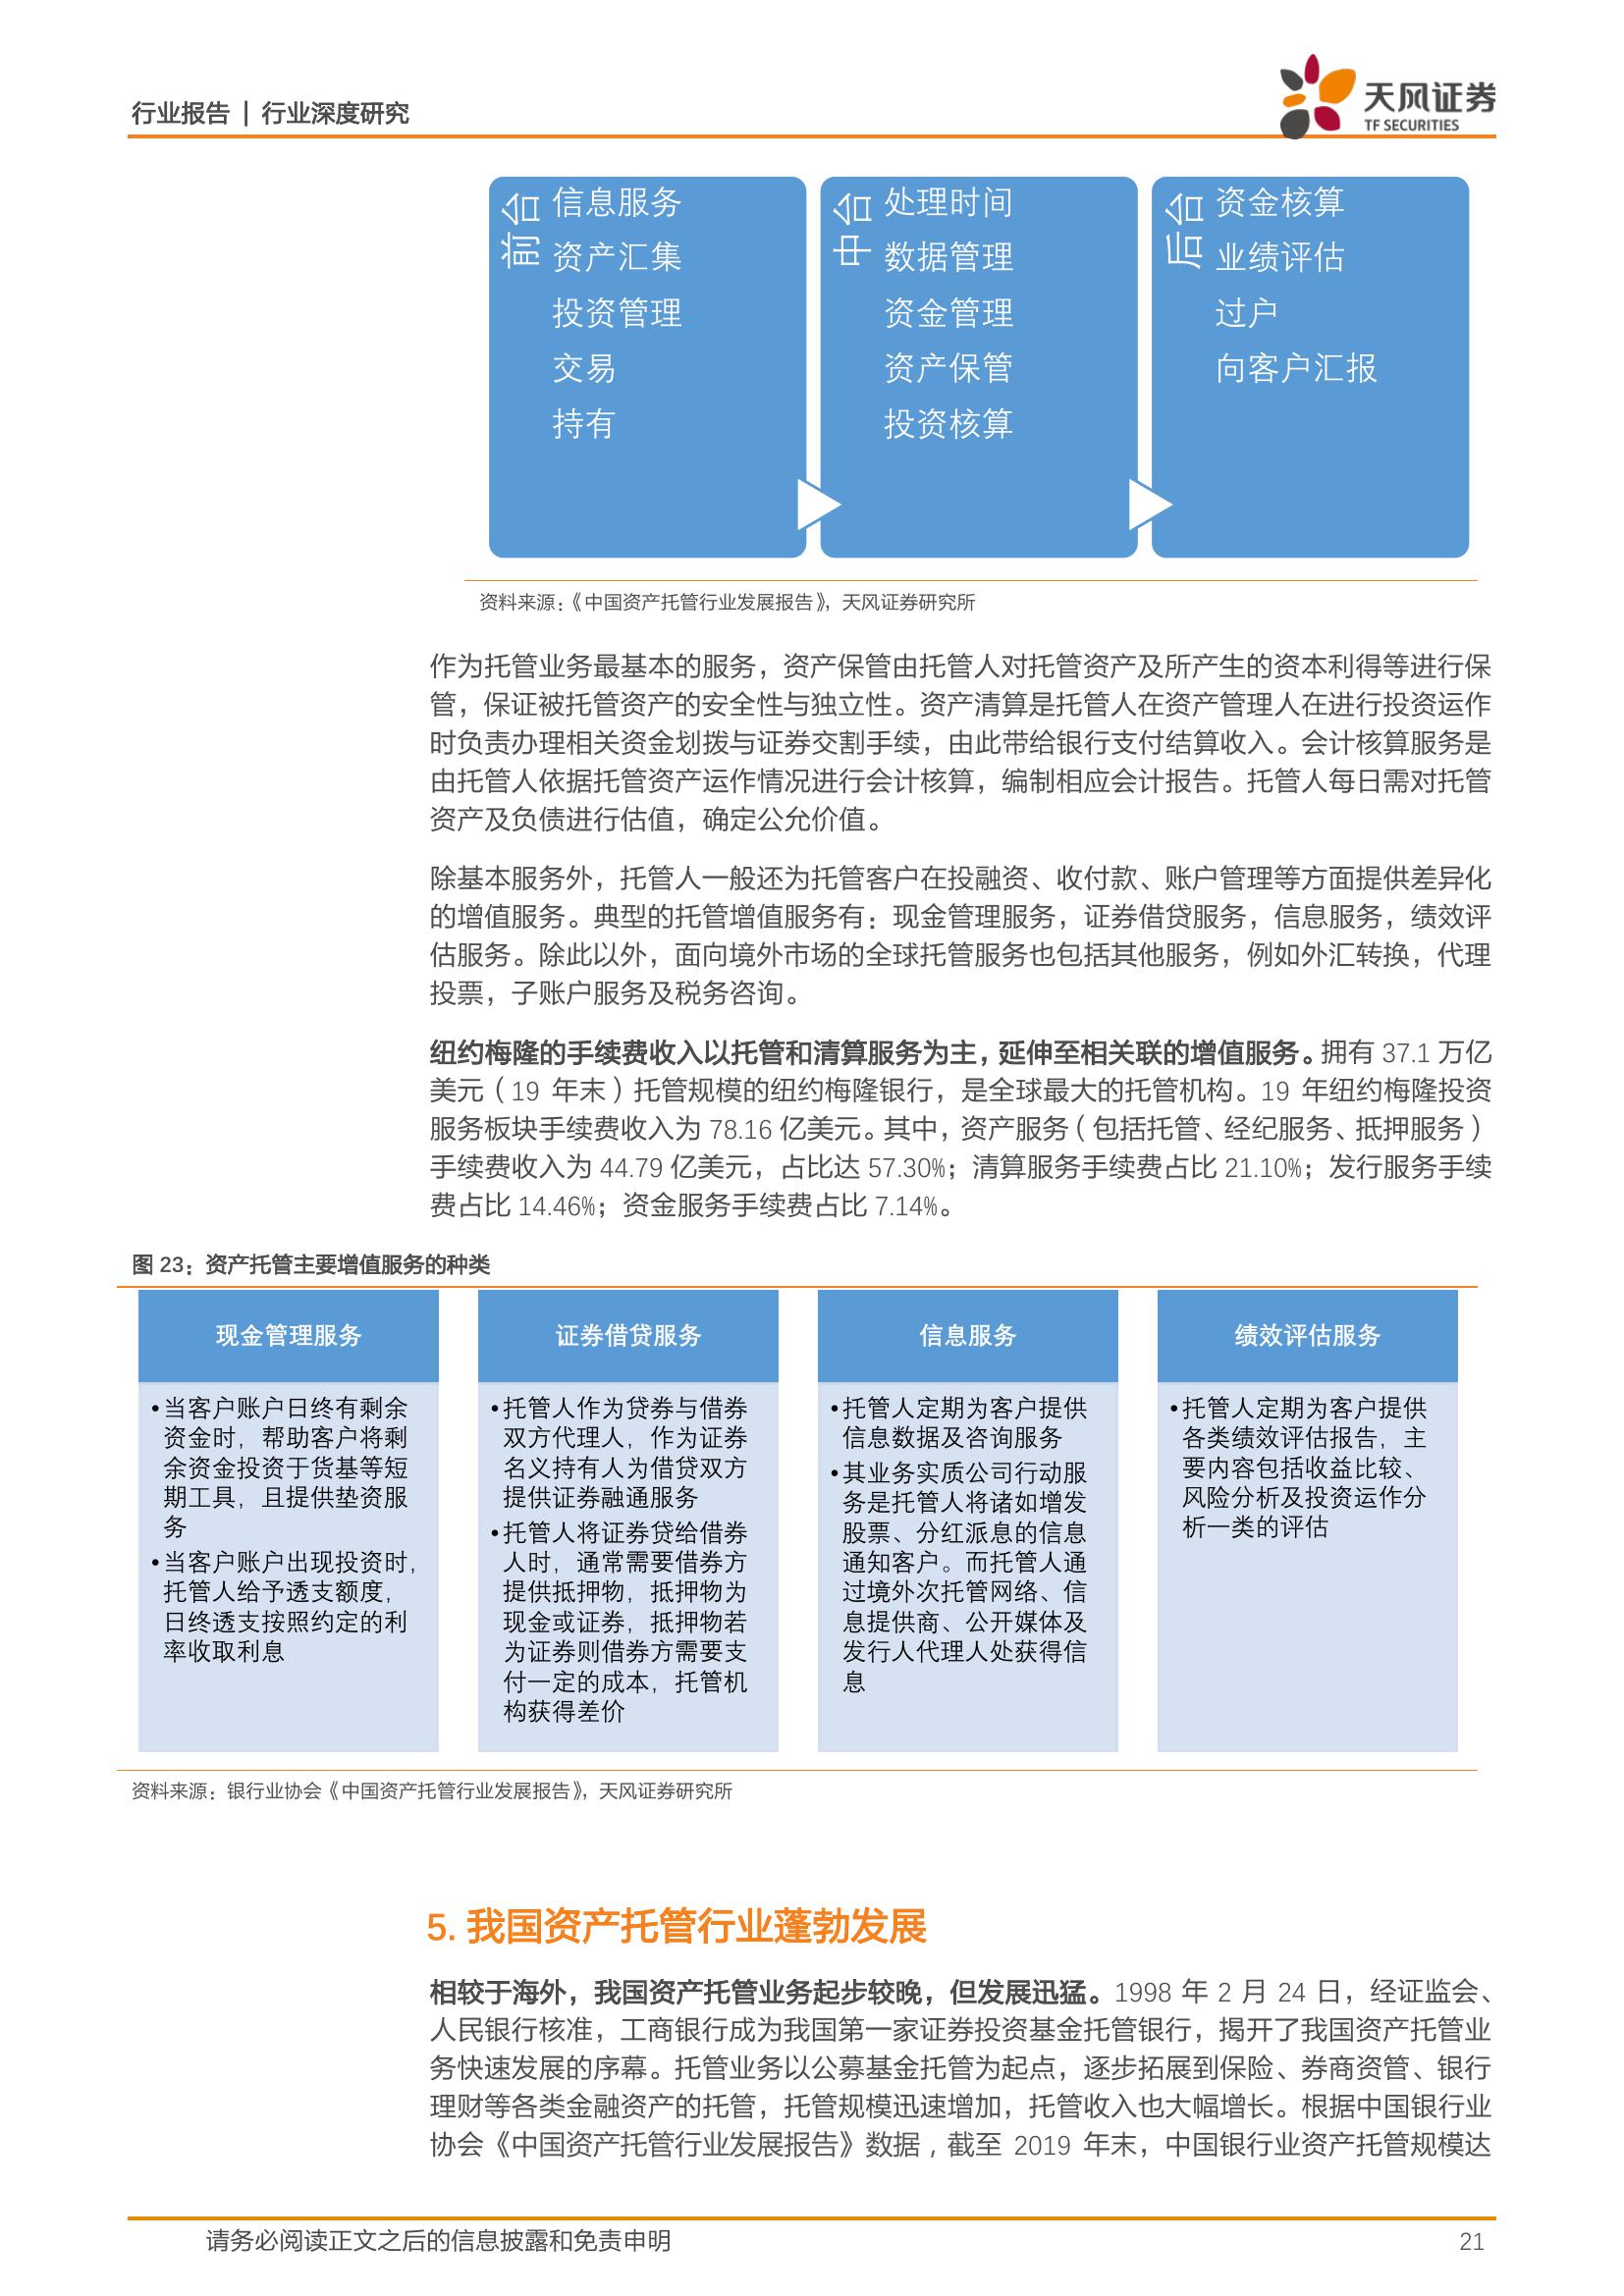 行业报告 | 行业深度研究
天风证券
TF SECURITIES
前台
信息服务
资产汇集
投资管理
交易
持有
中台
处理时间
数据管理
资金管理
资产保管
投资核算
后台
资金核算
业绩评估
过户
向客户汇报
资料来源：《中国资产托管行业发展报告》，天风证券研究所
作为托管业务最基本的服务，资产保管由托管人对托管资产及所产生的资本利得等进行保
管，保证被托管资产的安全性与独立性。资产清算是托管人在资产管理人在进行投资运作
时负责办理相关资金划拨与证券交割手续，由此带给银行支付结算收入。会计核算服务是
由托管人依据托管资产运作情况进行会计核算，编制相应会计报告。托管人每日需对托管
资产及负债进行估值，确定公允价值。
除基本服务外，托管人一般还为托管客户在投融资、收付款、账户管理等方面提供差异化
的增值服务。典型的托管增值服务有：现金管理服务，证券借贷服务，信息服务，绩效评
估服务。除此以外，面向境外市场的全球托管服务也包括其他服务，例如外汇转换，代理
投票，子账户服务及税务咨询。
纽约梅隆的手续费收入以托管和清算服务为主，延伸至相关联的增值服务。拥有 37.1 万亿
美元（19 年末）托管规模的纽约梅隆银行，是全球最大的托管机构。19 年纽约梅隆投资
服务板块手续费收入为 78.16 亿美元。其中，资产服务（包括托管、经纪服务、抵押服务）
手续费收入为 44.79 亿美元，占比达 57.30%；清算服务手续费占比 21.10%；发行服务手续
费占比 14.46%；资金服务手续费占比 7.14%。
图 23：资产托管主要增值服务的种类
现金管理服务
•当客户账户日终有剩余
资金时，帮助客户将剩
余资金投资于货基等短
期工具，且提供垫资服
务
•当客户账户出现投资时，
托管人给予透支额度，
日终透支按照约定的利
率收取利息
证券借贷服务
•托管人作为贷券与借券
双方代理人，作为证券
名义持有人为借贷双方
提供证券融通服务
•托管人将证券贷给借券
人时，通常需要借券方
提供抵押物，抵押物为
现金或证券，抵押物若
为证券则借券方需要支
付一定的成本，托管机
构获得差价
信息服务
•托管人定期为客户提供
信息数据及咨询服务
•其业务实质公司行动服
务是托管人将诸如增发
股票、分红派息的信息
通知客户。而托管人通
过境外次托管网络、信
息提供商、公开媒体及
发行人代理人处获得信
息
绩效评估服务
•托管人定期为客户提供
各类绩效评估报告，主
要内容包括收益比较、
风险分析及投资运作分
析一类的评估
资料来源：银行业协会《中国资产托管行业发展报告》，天风证券研究所
5. 我国资产托管行业蓬勃发展
相较于海外，我国资产托管业务起步较晚，但发展迅猛。1998 年 2 月 24 日，经证监会、
人民银行核准，工商银行成为我国第一家证券投资基金托管银行，揭开了我国资产托管业
务快速发展的序幕。托管业务以公募基金托管为起点，逐步拓展到保险、券商资管、银行
理财等各类金融资产的托管，托管规模迅速增加，托管收入也大幅增长。根据中国银行业
协会《中国资产托管行业发展报告》数据，截至 2019 年末，中国银行业资产托管规模达
请务必阅读正文之后的信息披露和免责申明
21